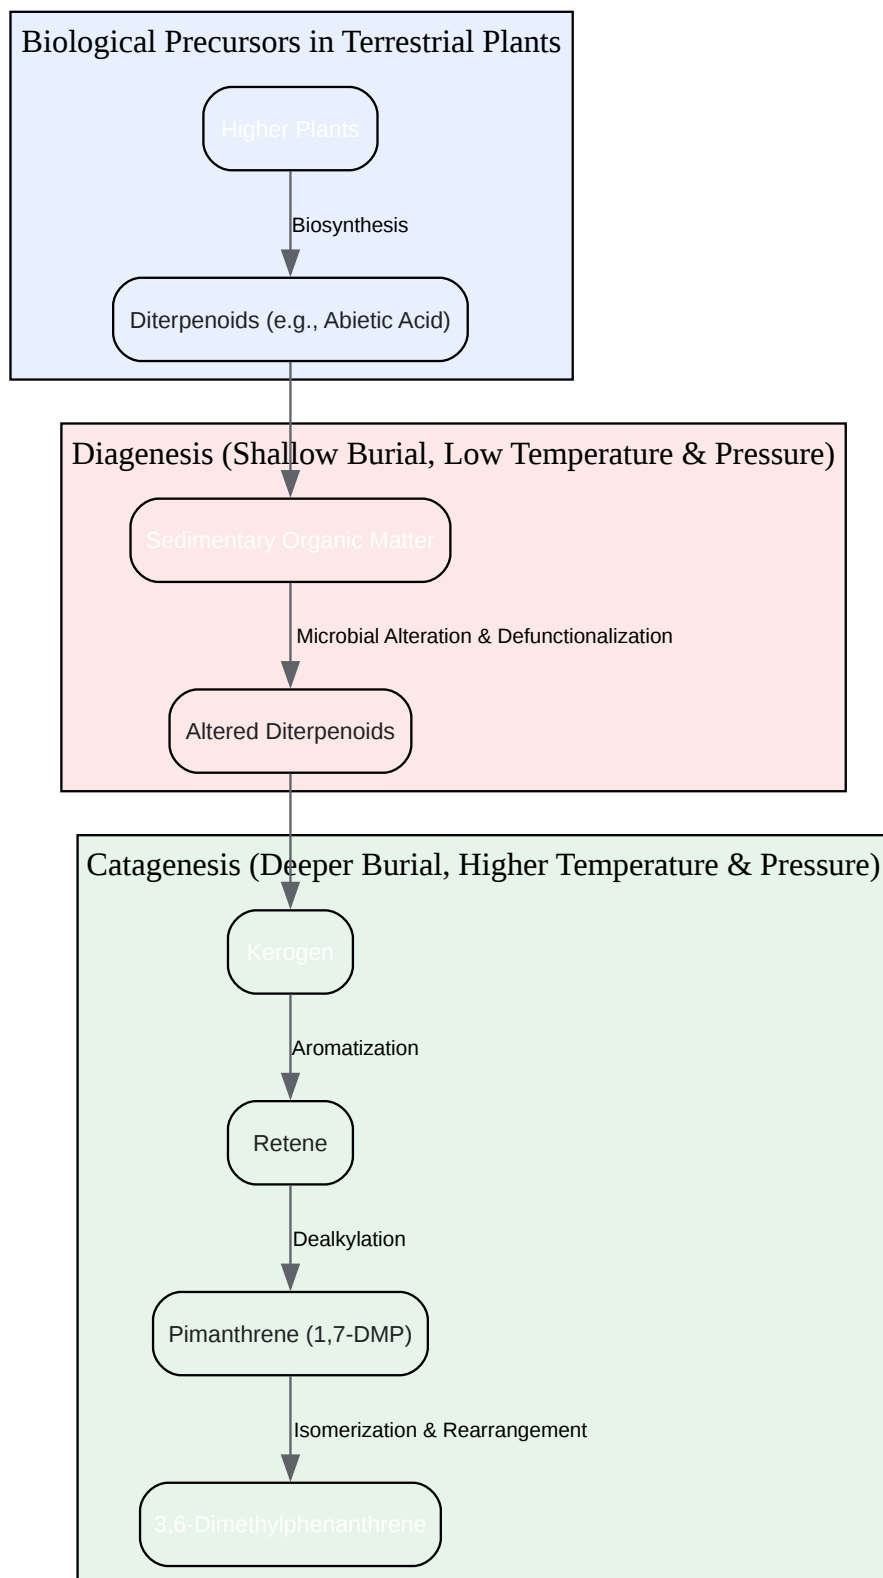 Biological Precursors in Terrestrial Plants
Higher Plants
Biosynthesis
Diterpenoids (e.g., Abietic Acid)
Diagenesis (Shallow Burial, Low Temperature & Pressure)
Sedimentary Organic Matter
Microbial Alteration & Defunctionalization
Altered Diterpenoids
Catagenesis (Deeper Burial, Higher Temperature & Pressure)
Kerogen
Aromatization
Retene
Dealkylation
Pimanthrene (1,7-DMP)
Isomerization & Rearrangement
3,6-Dimethylphenanthrene